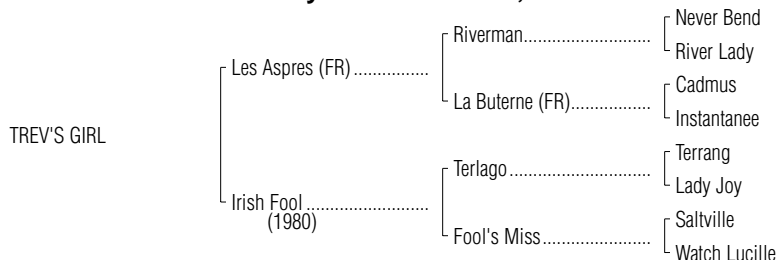 Never Bend
Riverman
River Lady
Les Aspres (FR)
Cadmus
La Buterne (FR)
Instantanee
TREV'S GIRL
Terrang
Terlago
Lady Joy
Irish Fool
(1980)
Saltville
Fool's Miss
Watch Lucille